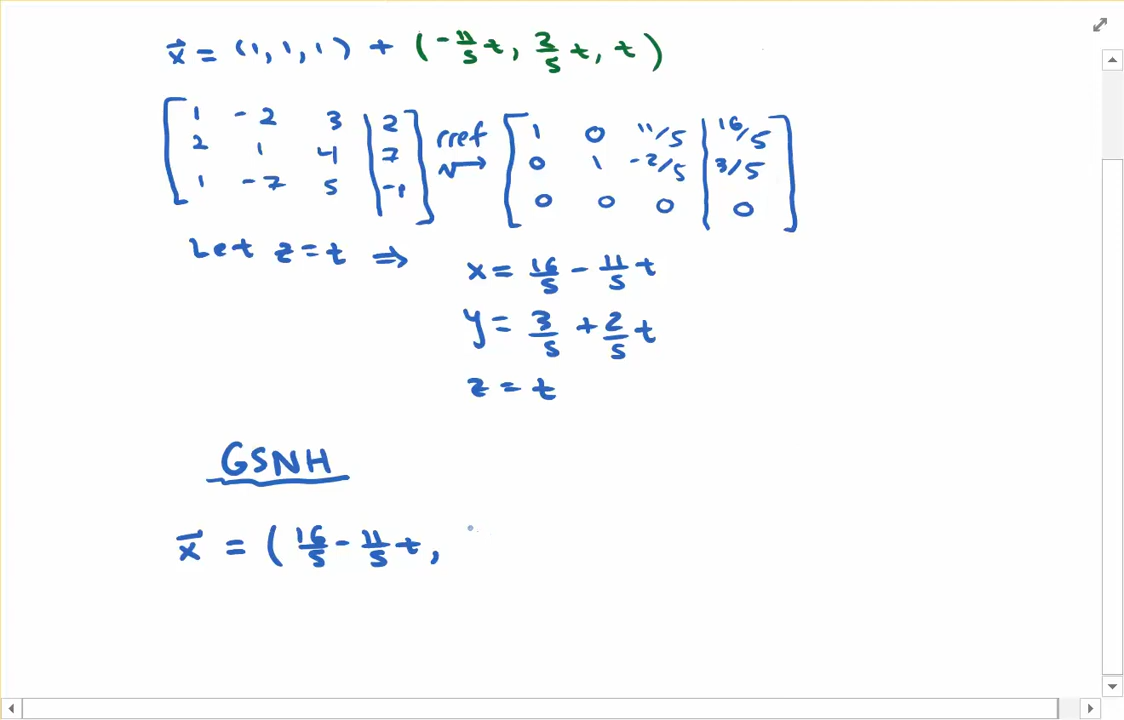 x⃗ = (1, 1, 1) + (-11/5 t, 3/5 t, t)
[ 1 -2 3 | 2 ] rref [ 1 0 11/5 | 16/5 ]
[ 2 1 4 | 7 ] → [ 0 1 -2/5 | 3/5 ]
[ 1 -7 5 | -1 ] [ 0 0 0 | 0 ]
Let z = t ⇒ x = 16/5 - 11/5 t
y = 3/5 + 2/5 t
z = t
GSNH
x⃗ = ( 16/5 - 11/5 t,